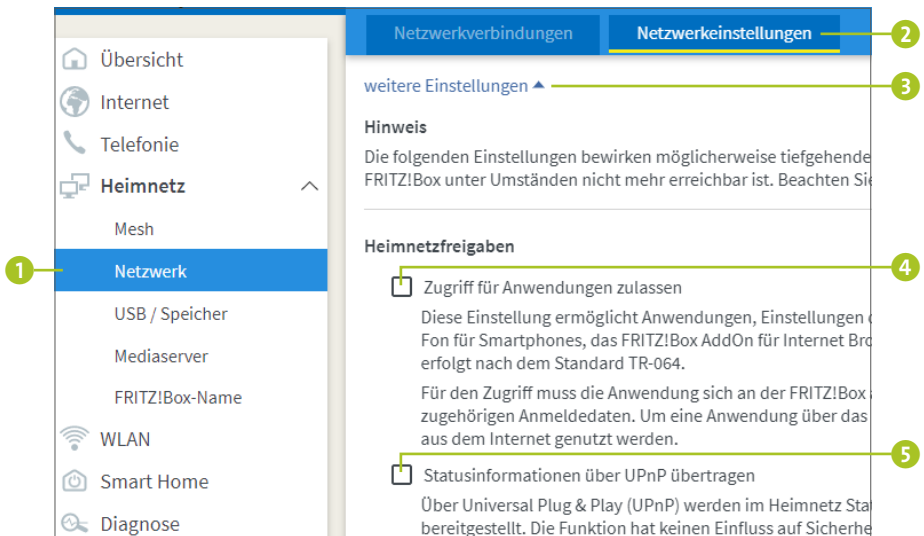 Netzwerkverbindungen
Netzwerkeinstellungen
2
Übersicht
Internet
Telefonie
Heimnetz
Mesh
1
Netzwerk
USB / Speicher
Mediaserver
FRITZ!Box-Name
WLAN
Smart Home
Diagnose
weitere Einstellungen
3
Hinweis
Die folgenden Einstellungen bewirken möglicherweise tiefgehende
FRITZ!Box unter Umständen nicht mehr erreichbar ist. Beachten Sie
Heimnetzfreigaben
4
Zugriff für Anwendungen zulassen
Diese Einstellung ermöglicht Anwendungen, Einstellungen
Fon für Smartphones, das FRITZ!Box AddOn für Internet Bro
erfolgt nach dem Standard TR-064.
Für den Zugriff muss die Anwendung sich an der FRITZ!Box
zugehörigen Anmeldedaten. Um eine Anwendung über das
aus dem Internet genutzt werden.
5
Statusinformationen über UPnP übertragen
Über Universal Plug & Play (UPnP) werden im Heimnetz Sta
bereitgestellt. Die Funktion hat keinen Einfluss auf Sicherhe